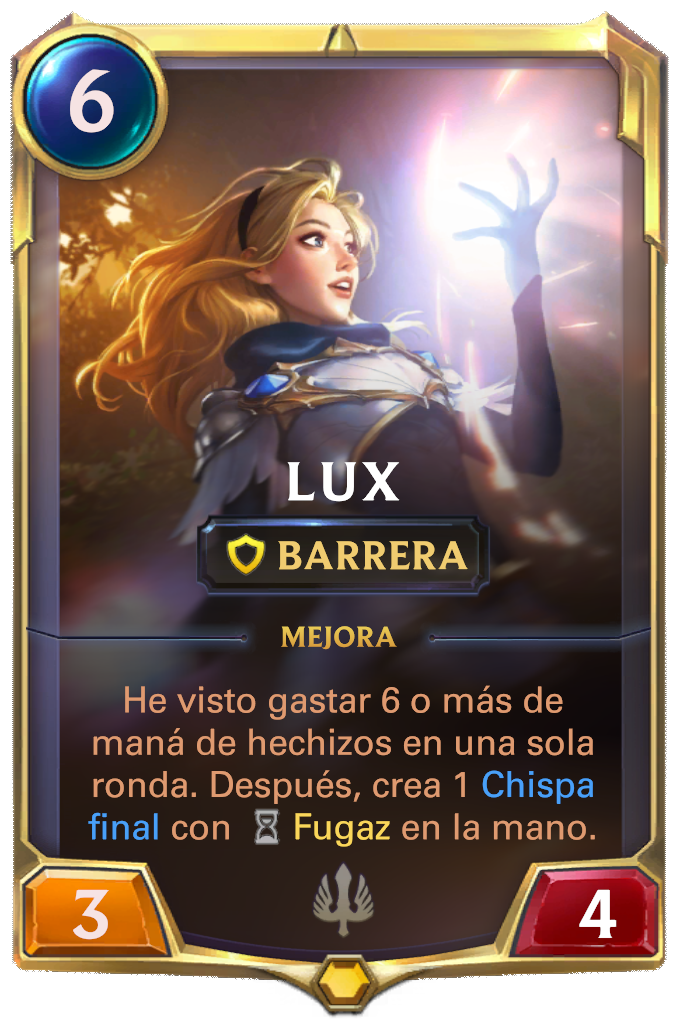 6
LUX
BARRERA
MEJORA
He visto gastar 6 o más de
maná de hechizos en una sola
ronda. Después, crea 1 Chispa
final con Fugaz en la mano.
3
4